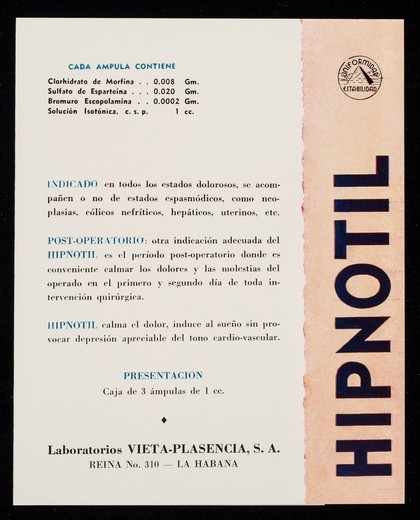 CADA AMPULA CONTIENE
Clorhidrato de Morfina . . 0.008 Gm.
Sulfato de Esparteina . . . 0.020 Gm.
Bromuro Escopolamina . . 0.0002 Gm.
Solución Isotónica, c. s. p. 1 cc.
INDICADO en todos los estados dolorosos, se acom-
pañen o no de estados espasmódicos, como neo-
plasias, cólicos nefríticos, hepáticos, uterinos, etc.
POST-OPERATORIO: otra indicación adecuada del
HIPNOTIL es el período post-operatorio donde es
conveniente calmar los dolores y las molestias del
operado en el primero y segundo día de toda in-
tervención quirúrgica.
HIPNOTIL calma el dolor, induce al sueño sin pro-
vocar depresión apreciable del tono cardio-vascular.
PRESENTACION
Caja de 3 ámpulas de 1 cc.
Laboratorios VIETA-PLASENCIA, S. A.
REINA No. 310 — LA HABANA
UNIFORMIDAD
ESTABILIDAD
HIPNOTIL